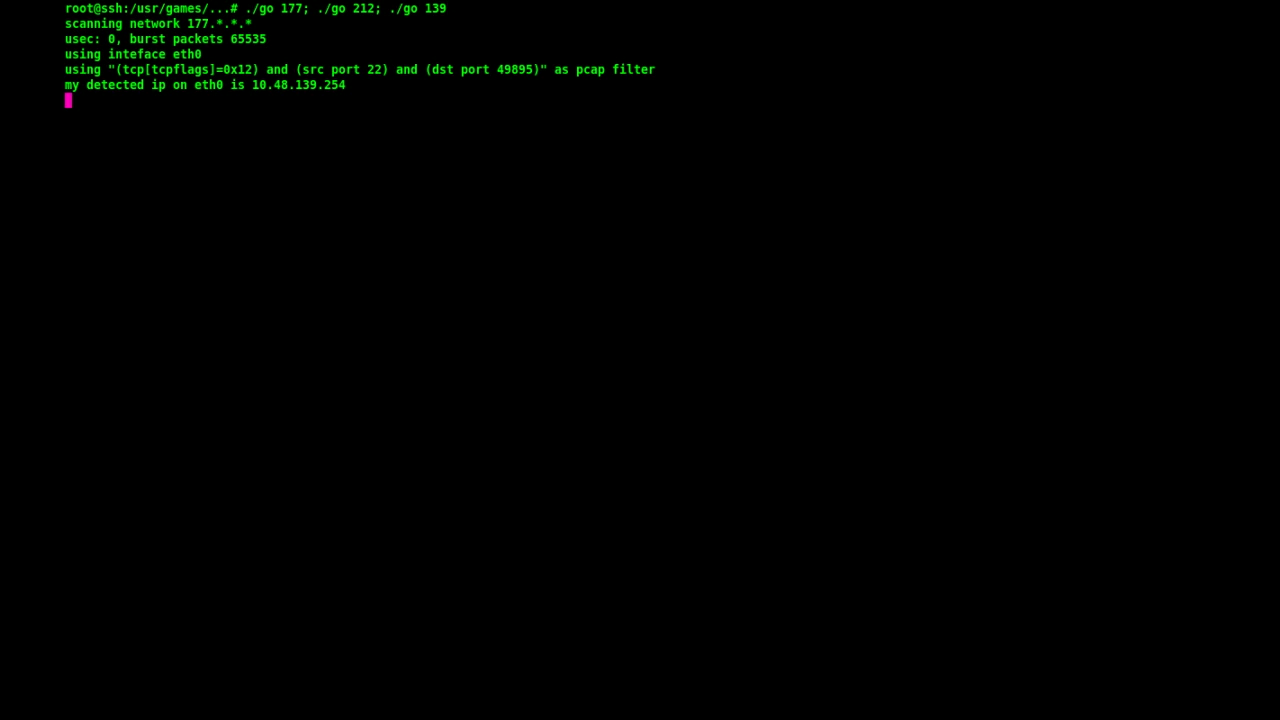 root@ssh:/usr/games/...# ./go 177; ./go 212; ./go 139
scanning network 177.*.*.*
usec: 0, burst packets 65535
using inteface eth0
using "(tcp[tcpflags]=0x12) and (src port 22) and (dst port 49895)" as pcap filter
my detected ip on eth0 is 10.48.139.254